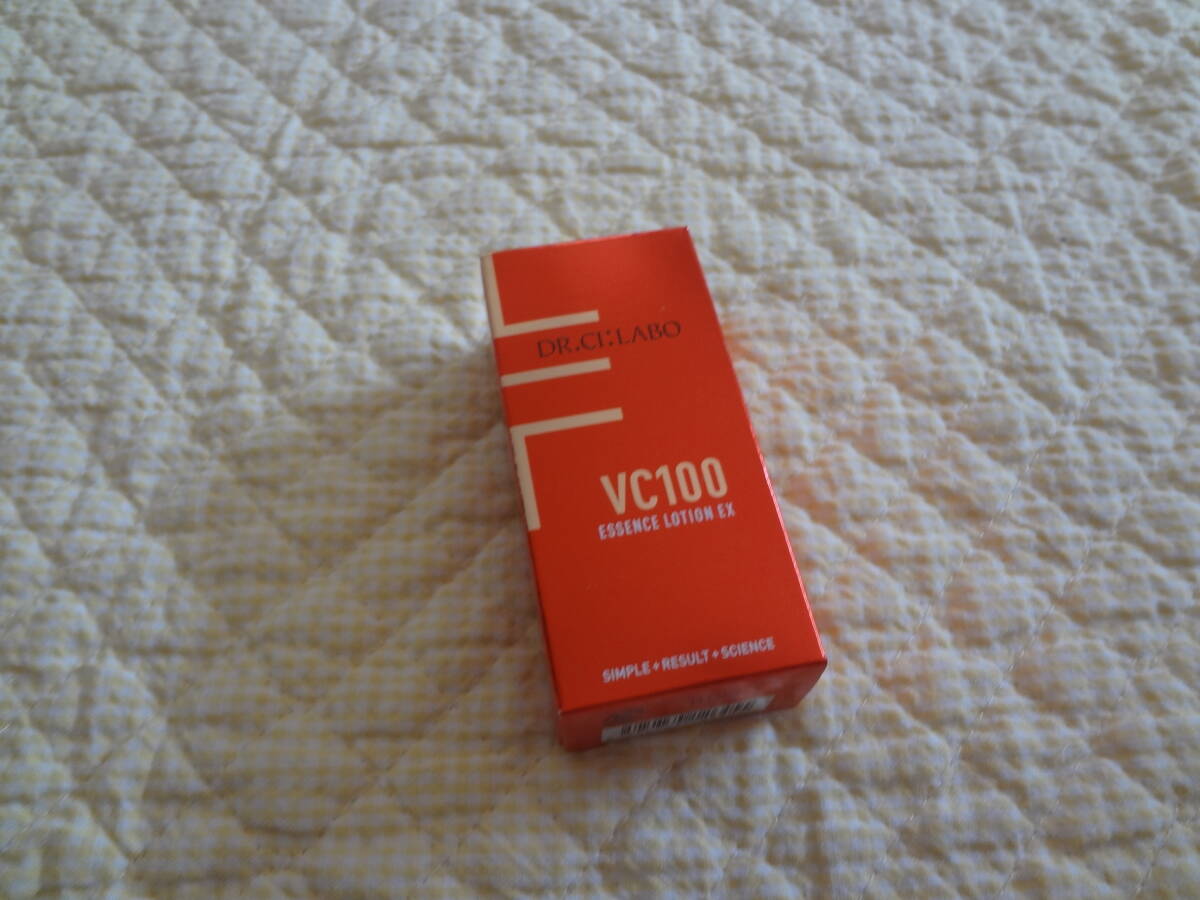 DR.CI:LABO
VC100
ESSENCE LOTION EX
SIMPLE+RESULT+SCIENCE